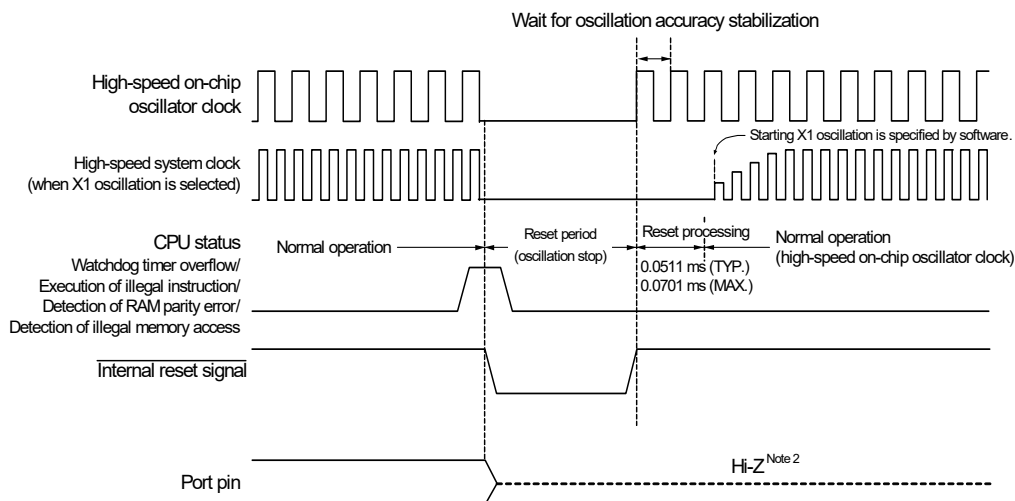 Wait for oscillation accuracy stabilization
High-speed on-chip
oscillator clock
Starting X1 oscillation is specified by software.
High-speed system clock
(when X1 oscillation is selected)
CPU status
Normal operation
Reset period
(oscillation stop)
Reset processing
0.0511 ms (TYP.)
0.0701 ms (MAX.)
Normal operation
(high-speed on-chip oscillator clock)
Watchdog timer overflow/
Execution of illegal instruction/
Detection of RAM parity error/
Detection of illegal memory access
Internal reset signal
Hi-Z Note 2
Port pin